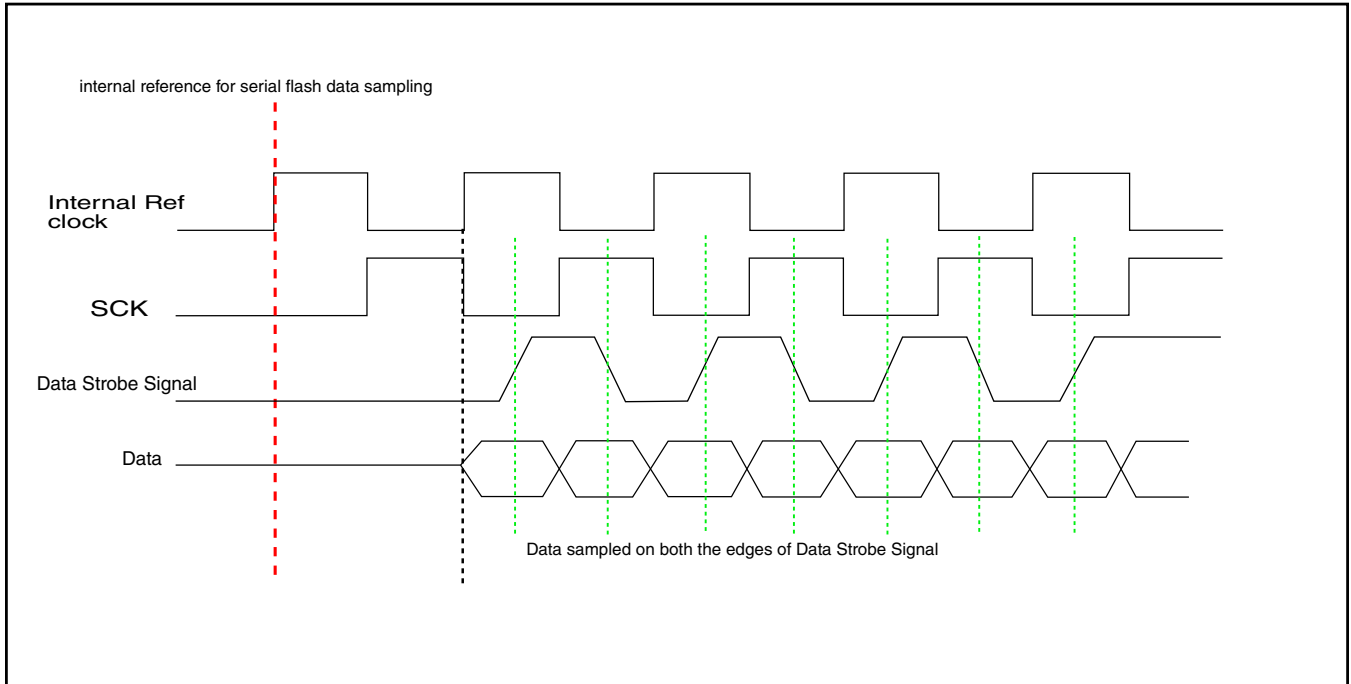 internal reference for serial flash data sampling
Internal Ref
clock
SCK
Data Strobe Signal
Data
Data sampled on both the edges of Data Strobe Signal